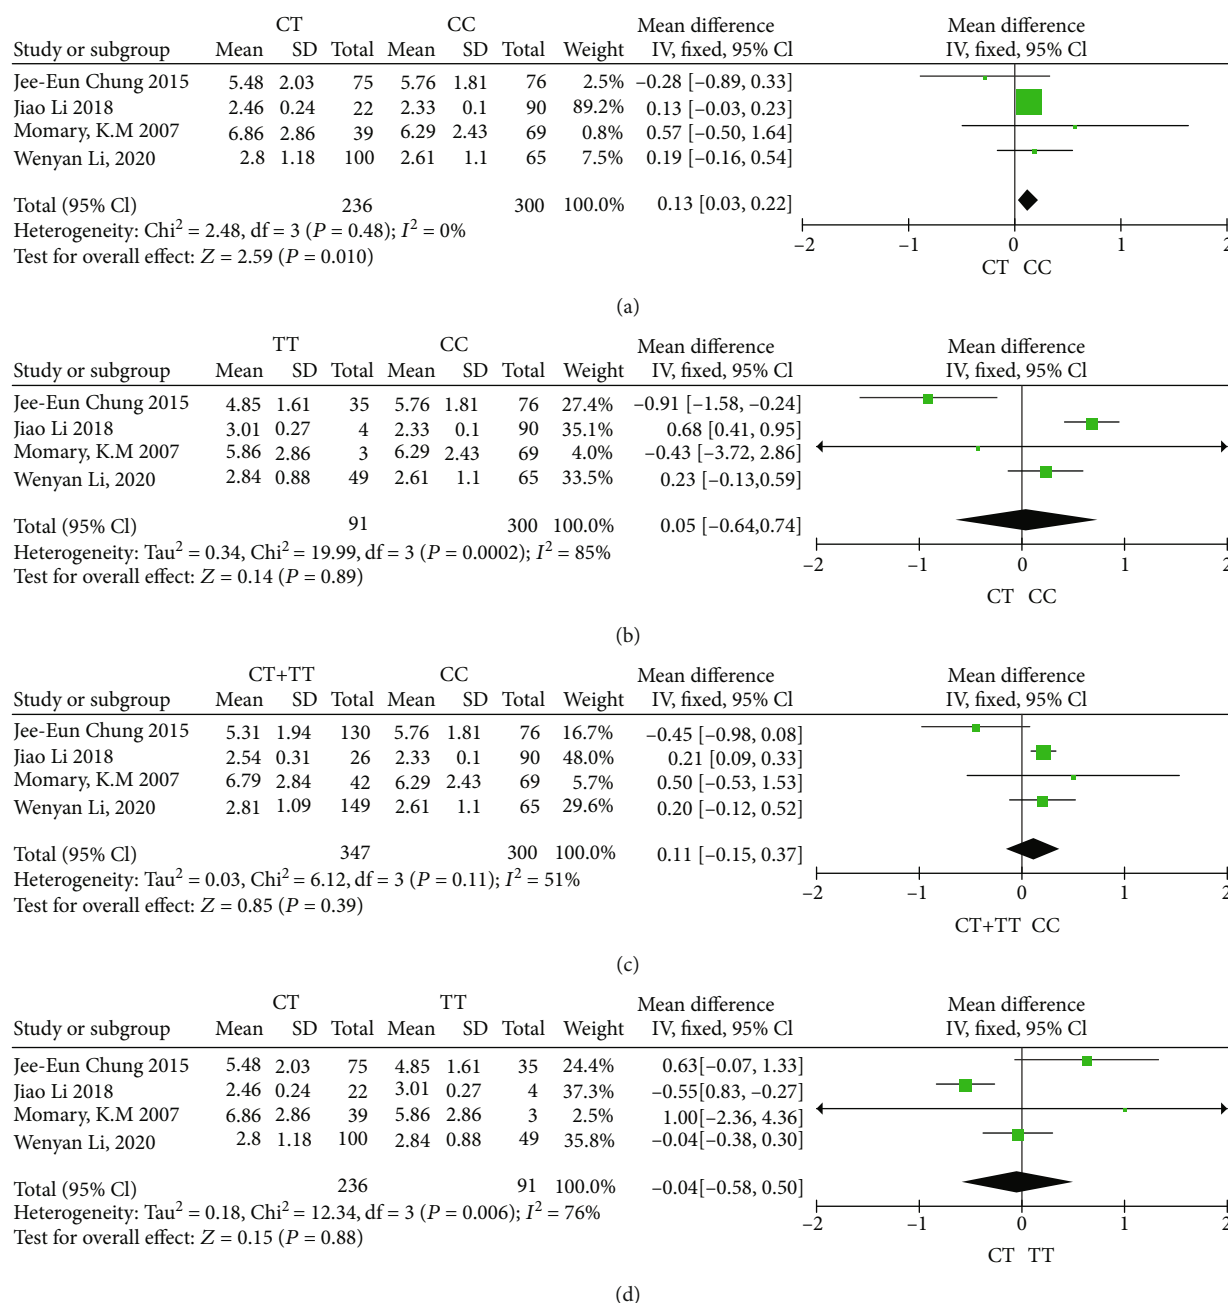 CT CC Mean difference Mean difference
Study or subgroup Mean SD Total Mean SD Total Weight IV, fixed, 95% Cl IV, fixed, 95% Cl
Jee-Eun Chung 2015 5.48 2.03 75 5.76 1.81 76 2.5% –0.28 [–0.89, 0.33]
Jiao Li 2018 2.46 0.24 22 2.33 0.1 90 89.2% 0.13 [–0.03, 0.23]
Momary, K.M 2007 6.86 2.86 39 6.29 2.43 69 0.8% 0.57 [–0.50, 1.64]
Wenyan Li, 2020 2.8 1.18 100 2.61 1.1 65 7.5% 0.19 [–0.16, 0.54]
Total (95% Cl) 236 300 100.0% 0.13 [0.03, 0.22]
Heterogeneity: Chi² = 2.48, df = 3 (P = 0.48); I² = 0%
Test for overall effect: Z = 2.59 (P = 0.010)
–2 –1 0 1 2
CT CC
(a)
TT CC Mean difference Mean difference
Study or subgroup Mean SD Total Mean SD Total Weight IV, fixed, 95% Cl IV, fixed, 95% Cl
Jee-Eun Chung 2015 4.85 1.61 35 5.76 1.81 76 27.4% –0.91 [–1.58, –0.24]
Jiao Li 2018 3.01 0.27 4 2.33 0.1 90 35.1% 0.68 [0.41, 0.95]
Momary, K.M 2007 5.86 2.86 3 6.29 2.43 69 4.0% –0.43 [–3.72, 2.86]
Wenyan Li, 2020 2.84 0.88 49 2.61 1.1 65 33.5% 0.23 [–0.13,0.59]
Total (95% Cl) 91 300 100.0% 0.05 [–0.64,0.74]
Heterogeneity: Tau² = 0.34, Chi² = 19.99, df = 3 (P = 0.0002); I² = 85%
Test for overall effect: Z = 0.14 (P = 0.89)
–2 –1 0 1 2
CT CC
(b)
CT+TT CC Mean difference Mean difference
Study or subgroup Mean SD Total Mean SD Total Weight IV, fixed, 95% Cl IV, fixed, 95% Cl
Jee-Eun Chung 2015 5.31 1.94 130 5.76 1.81 76 16.7% –0.45 [–0.98, 0.08]
Jiao Li 2018 2.54 0.31 26 2.33 0.1 90 48.0% 0.21 [0.09, 0.33]
Momary, K.M 2007 6.79 2.84 42 6.29 2.43 69 5.7% 0.50 [–0.53, 1.53]
Wenyan Li, 2020 2.81 1.09 149 2.61 1.1 65 29.6% 0.20 [–0.12, 0.52]
Total (95% Cl) 347 300 100.0% 0.11 [–0.15, 0.37]
Heterogeneity: Tau² = 0.03, Chi² = 6.12, df = 3 (P = 0.11); I² = 51%
Test for overall effect: Z = 0.85 (P = 0.39)
–2 –1 0 1 2
CT+TT CC
(c)
CT TT Mean difference Mean difference
Study or subgroup Mean SD Total Mean SD Total Weight IV, fixed, 95% Cl IV, fixed, 95% Cl
Jee-Eun Chung 2015 5.48 2.03 75 4.85 1.61 35 24.4% 0.63[–0.07, 1.33]
Jiao Li 2018 2.46 0.24 22 3.01 0.27 4 37.3% –0.55[0.83, –0.27]
Momary, K.M 2007 6.86 2.86 39 5.86 2.86 3 2.5% 1.00[–2.36, 4.36]
Wenyan Li, 2020 2.8 1.18 100 2.84 0.88 49 35.8% –0.04[–0.38, 0.30]
Total (95% Cl) 236 91 100.0% –0.04[–0.58, 0.50]
Heterogeneity: Tau² = 0.18, Chi² = 12.34, df = 3 (P = 0.006); I² = 76%
Test for overall effect: Z = 0.15 (P = 0.88)
–2 –1 0 1 2
CT TT
(d)